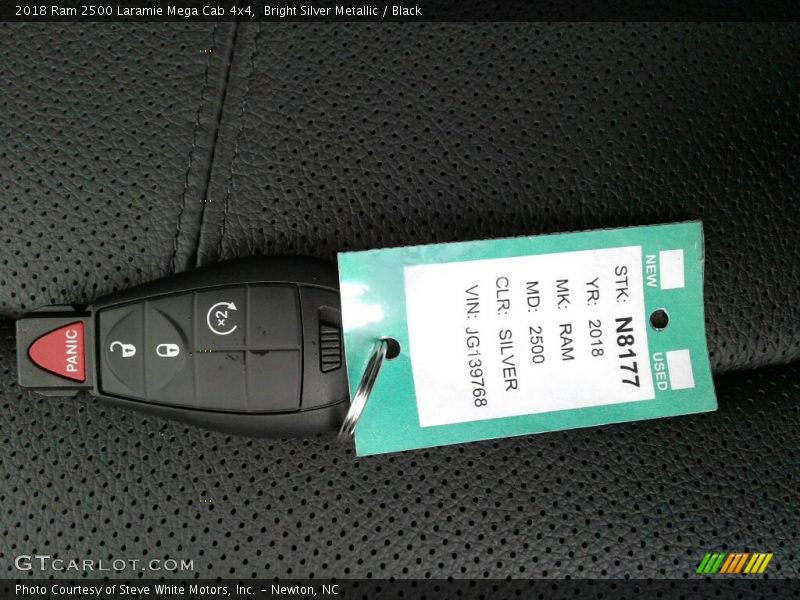 2018 Ram 2500 Laramie Mega Cab 4x4, Bright Silver Metallic / Black
PANIC
x2
NEW
USED
STK: N8177
YR: 2018
MK: RAM
MD: 2500
CLR: SILVER
VIN: JG139768
GTCARLOT.COM
Photo Courtesy of Steve White Motors, Inc. - Newton, NC